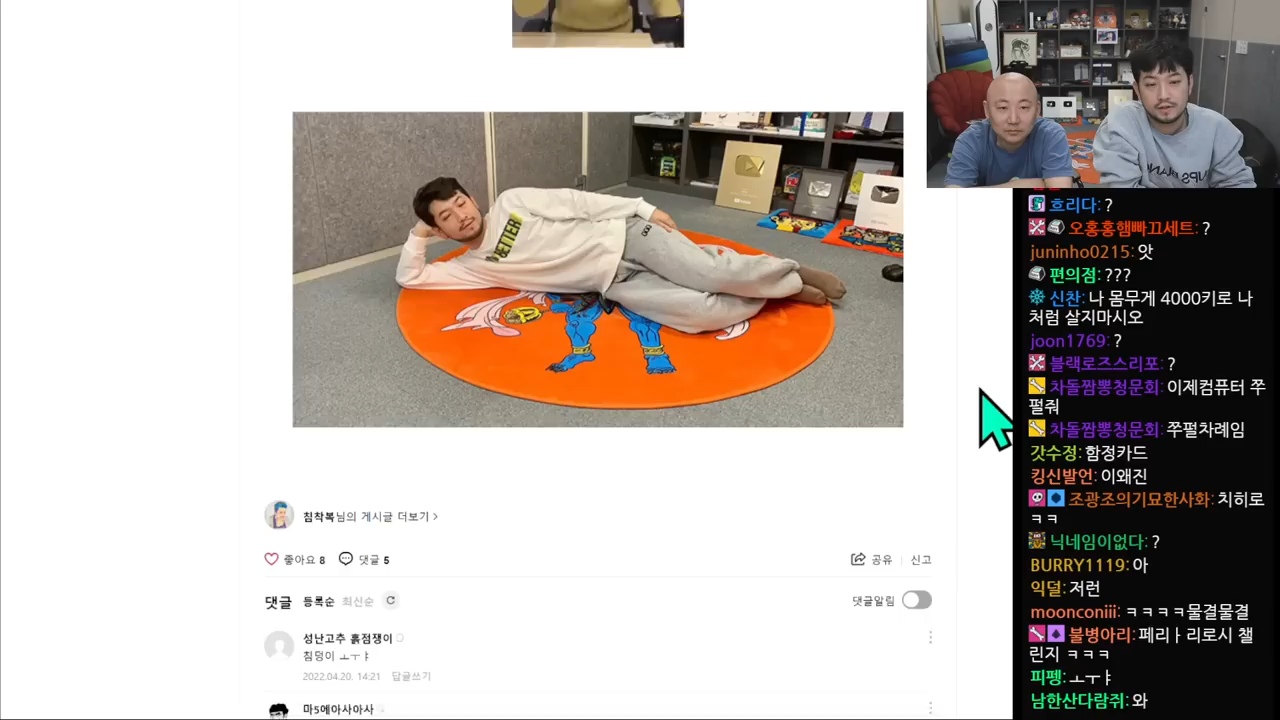 BETTER
침착복님의 게시글 더보기 >
좋아요 8 댓글 5
공유 | 신고
댓글 등록순 최신순
댓글알림
성난고추 흙점쟁이
침덩이 ㅗㅜㅑ
2022.04.20. 14:21 답글쓰기
마5에아사아사
흐리다: ?
오홍홍햄빠끄세트: ?
juninho0215: 앗
편의점: ???
신찬: 나 몸무게 4000키로 나
처럼 살지마시오
joon1769: ?
블랙로즈스리포: ?
차돌짬뽕청문회: 이제컴퓨터 쭈
펄줘
차돌짬뽕청문회: 쭈펄차례임
갓수정: 함정카드
킹신발언: 이왜진
조광조의기묘한사화: 치히로
ㅋㅋ
닉네임이없다: ?
BURRY1119: 아
익덜: 저런
moonconiii: ㅋㅋㅋㅋ물결물결
불병아리: 페리ㅏ리로시 챌
린지 ㅋㅋㅋ
피펭: ㅗㅜㅑ
남한산다람쥐: 와